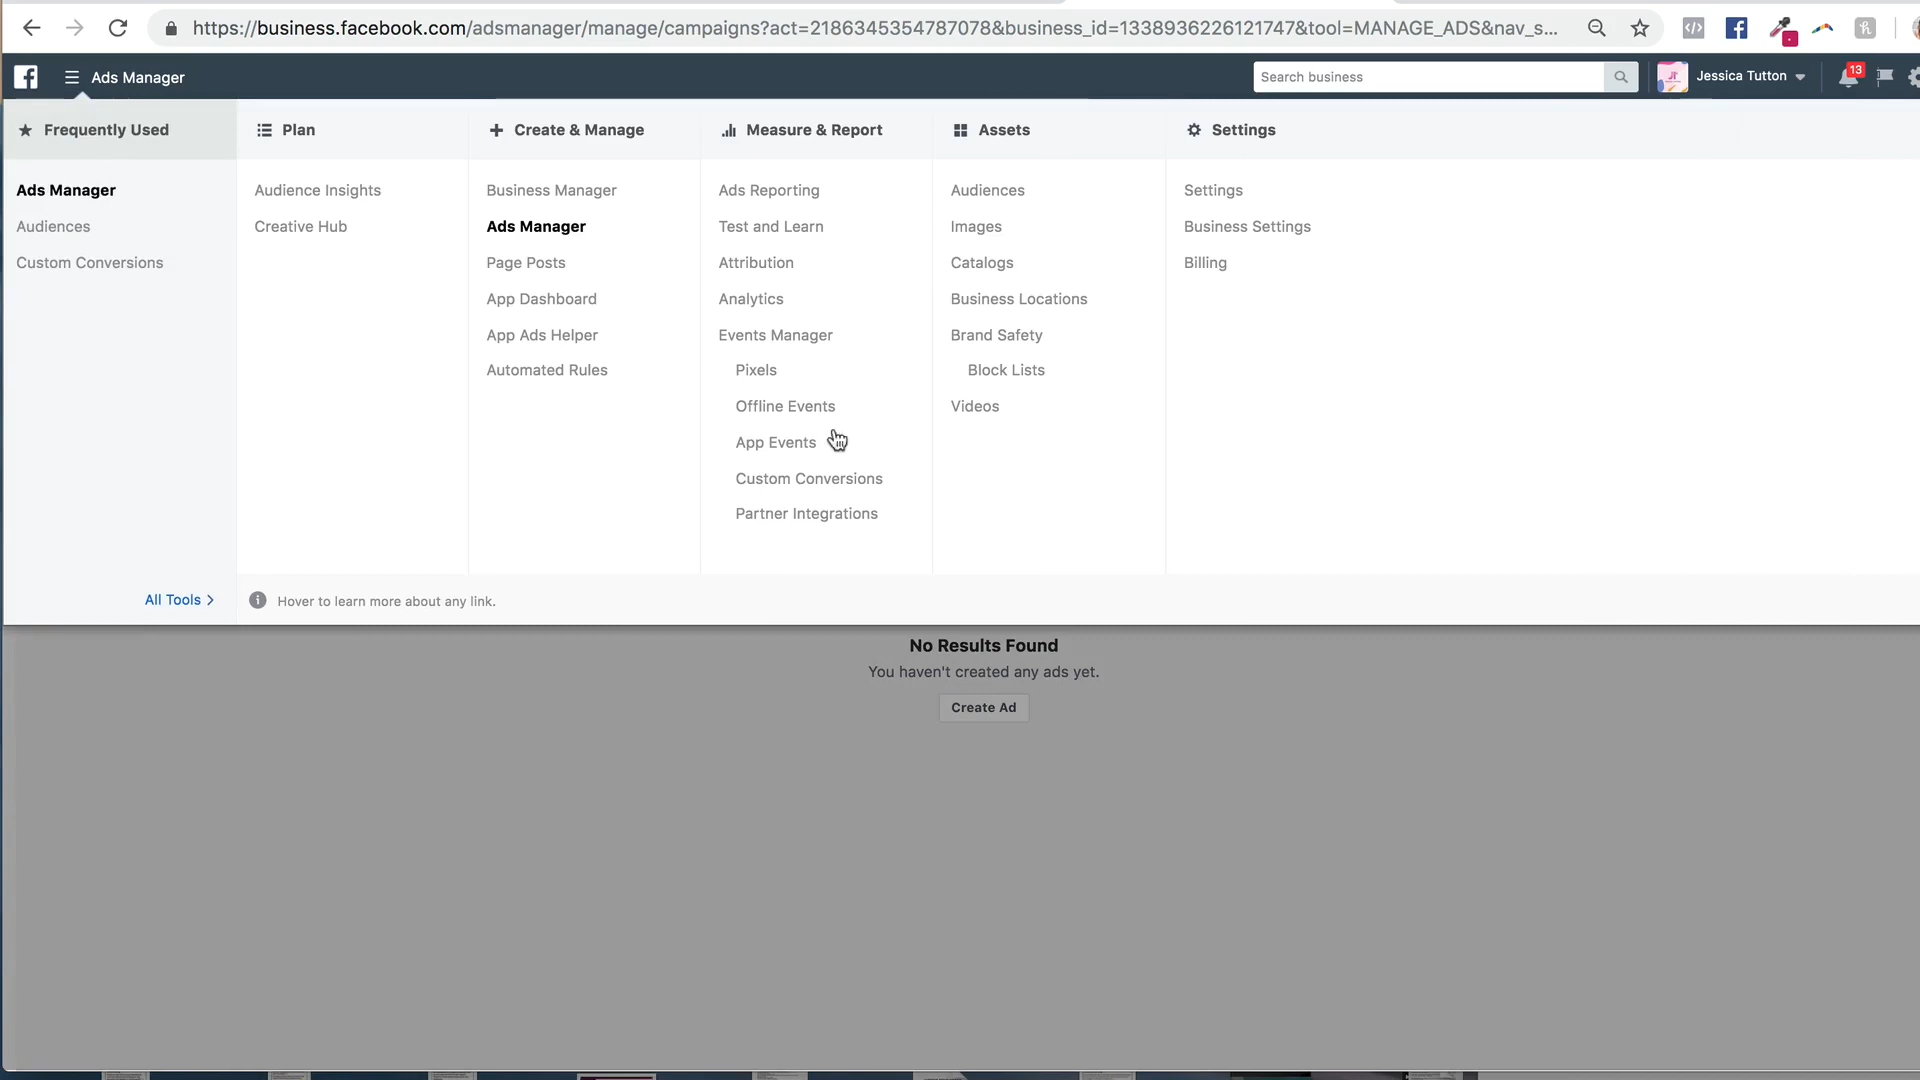 https://business.facebook.com/adsmanager/manage/campaigns?act=2186345354787078&business_id=1338936226121747&tool=MANAGE_ADS&nav_s...
Ads Manager
Search business
Jessica Tutton
13
Frequently Used
Plan
Create & Manage
Measure & Report
Assets
Settings
Ads Manager
Audiences
Custom Conversions
All Tools
Audience Insights
Creative Hub
Business Manager
Ads Manager
Page Posts
App Dashboard
App Ads Helper
Automated Rules
Ads Reporting
Test and Learn
Attribution
Analytics
Events Manager
Pixels
Offline Events
App Events
Custom Conversions
Partner Integrations
Audiences
Images
Catalogs
Business Locations
Brand Safety
Block Lists
Videos
Settings
Business Settings
Billing
Hover to learn more about any link.
No Results Found
You haven't created any ads yet.
Create Ad